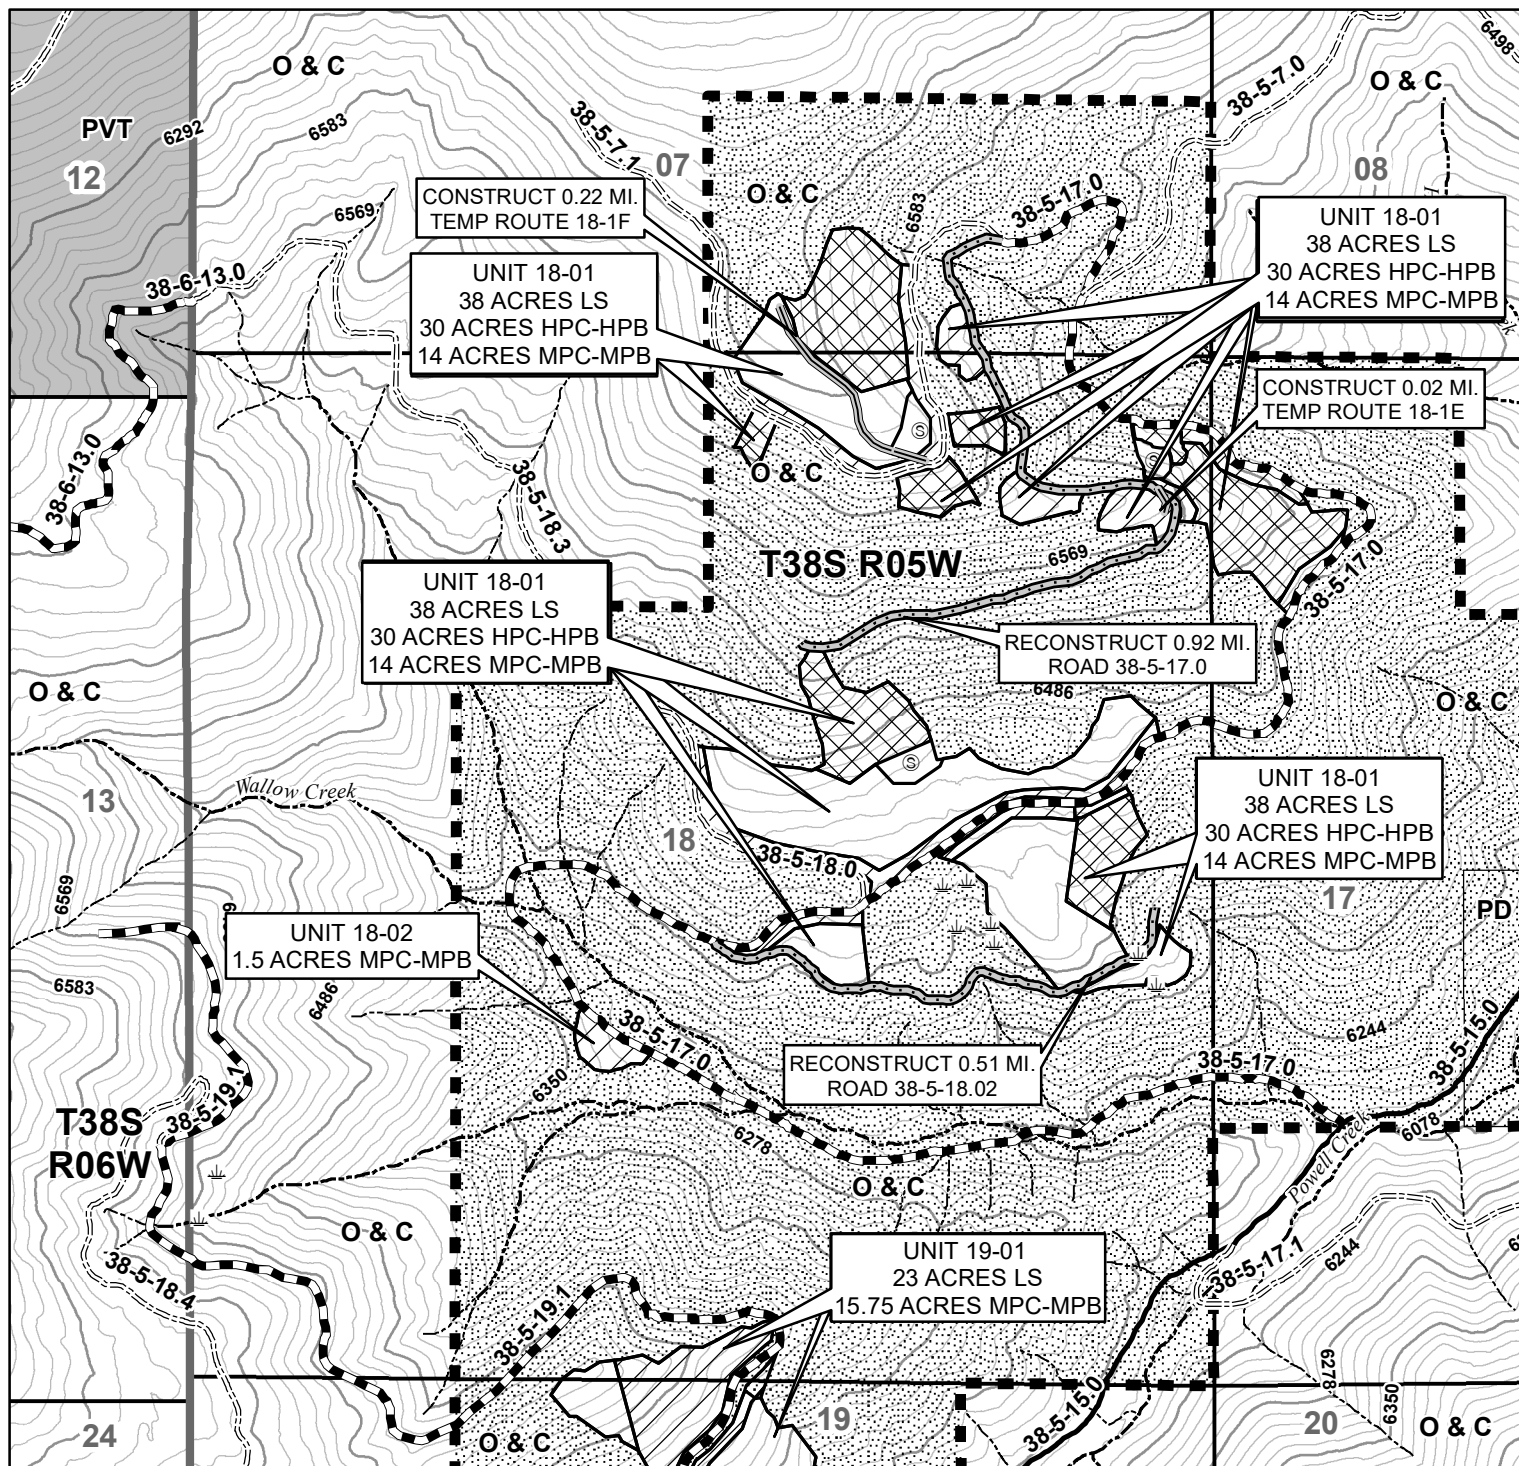 O & C
6498
O & C
38-5-7.0
PVT
6292
6583
38-5-7.1
12
07
08
CONSTRUCT 0.22 MI.
TEMP ROUTE 18-1F
O & C
38-5-17.0
6583
6569
UNIT 18-01
38 ACRES LS
30 ACRES HPC-HPB
14 ACRES MPC-MPB
UNIT 18-01
38 ACRES LS
30 ACRES HPC-HPB
14 ACRES MPC-MPB
38-6-13.0
CONSTRUCT 0.02 MI.
TEMP ROUTE 18-1E
S
S
38-6-13.0
O & C
38-5-18.3
T38S R05W
6569
38-5-17.0
UNIT 18-01
38 ACRES LS
30 ACRES HPC-HPB
14 ACRES MPC-MPB
RECONSTRUCT 0.92 MI.
ROAD 38-5-17.0
O & C
6486
O & C
S
Wallow Creek
13
UNIT 18-01
38 ACRES LS
30 ACRES HPC-HPB
14 ACRES MPC-MPB
18
38-5-18.0
17
6569
PD
UNIT 18-02
1.5 ACRES MPC-MPB
6583
6486
38-5-17.0
6244
38-5-15.0
RECONSTRUCT 0.51 MI.
ROAD 38-5-18.02
38-5-17.0
6350
38-5-19.1
T38S
R06W
6278
6078
Powell Creek
O & C
O & C
38-5-18.4
UNIT 19-01
23 ACRES LS
15.75 ACRES MPC-MPB
38-5-17.1
6244
38-5-19.1
6278
6350
38-5-15.0
24
O & C
19
20
O & C